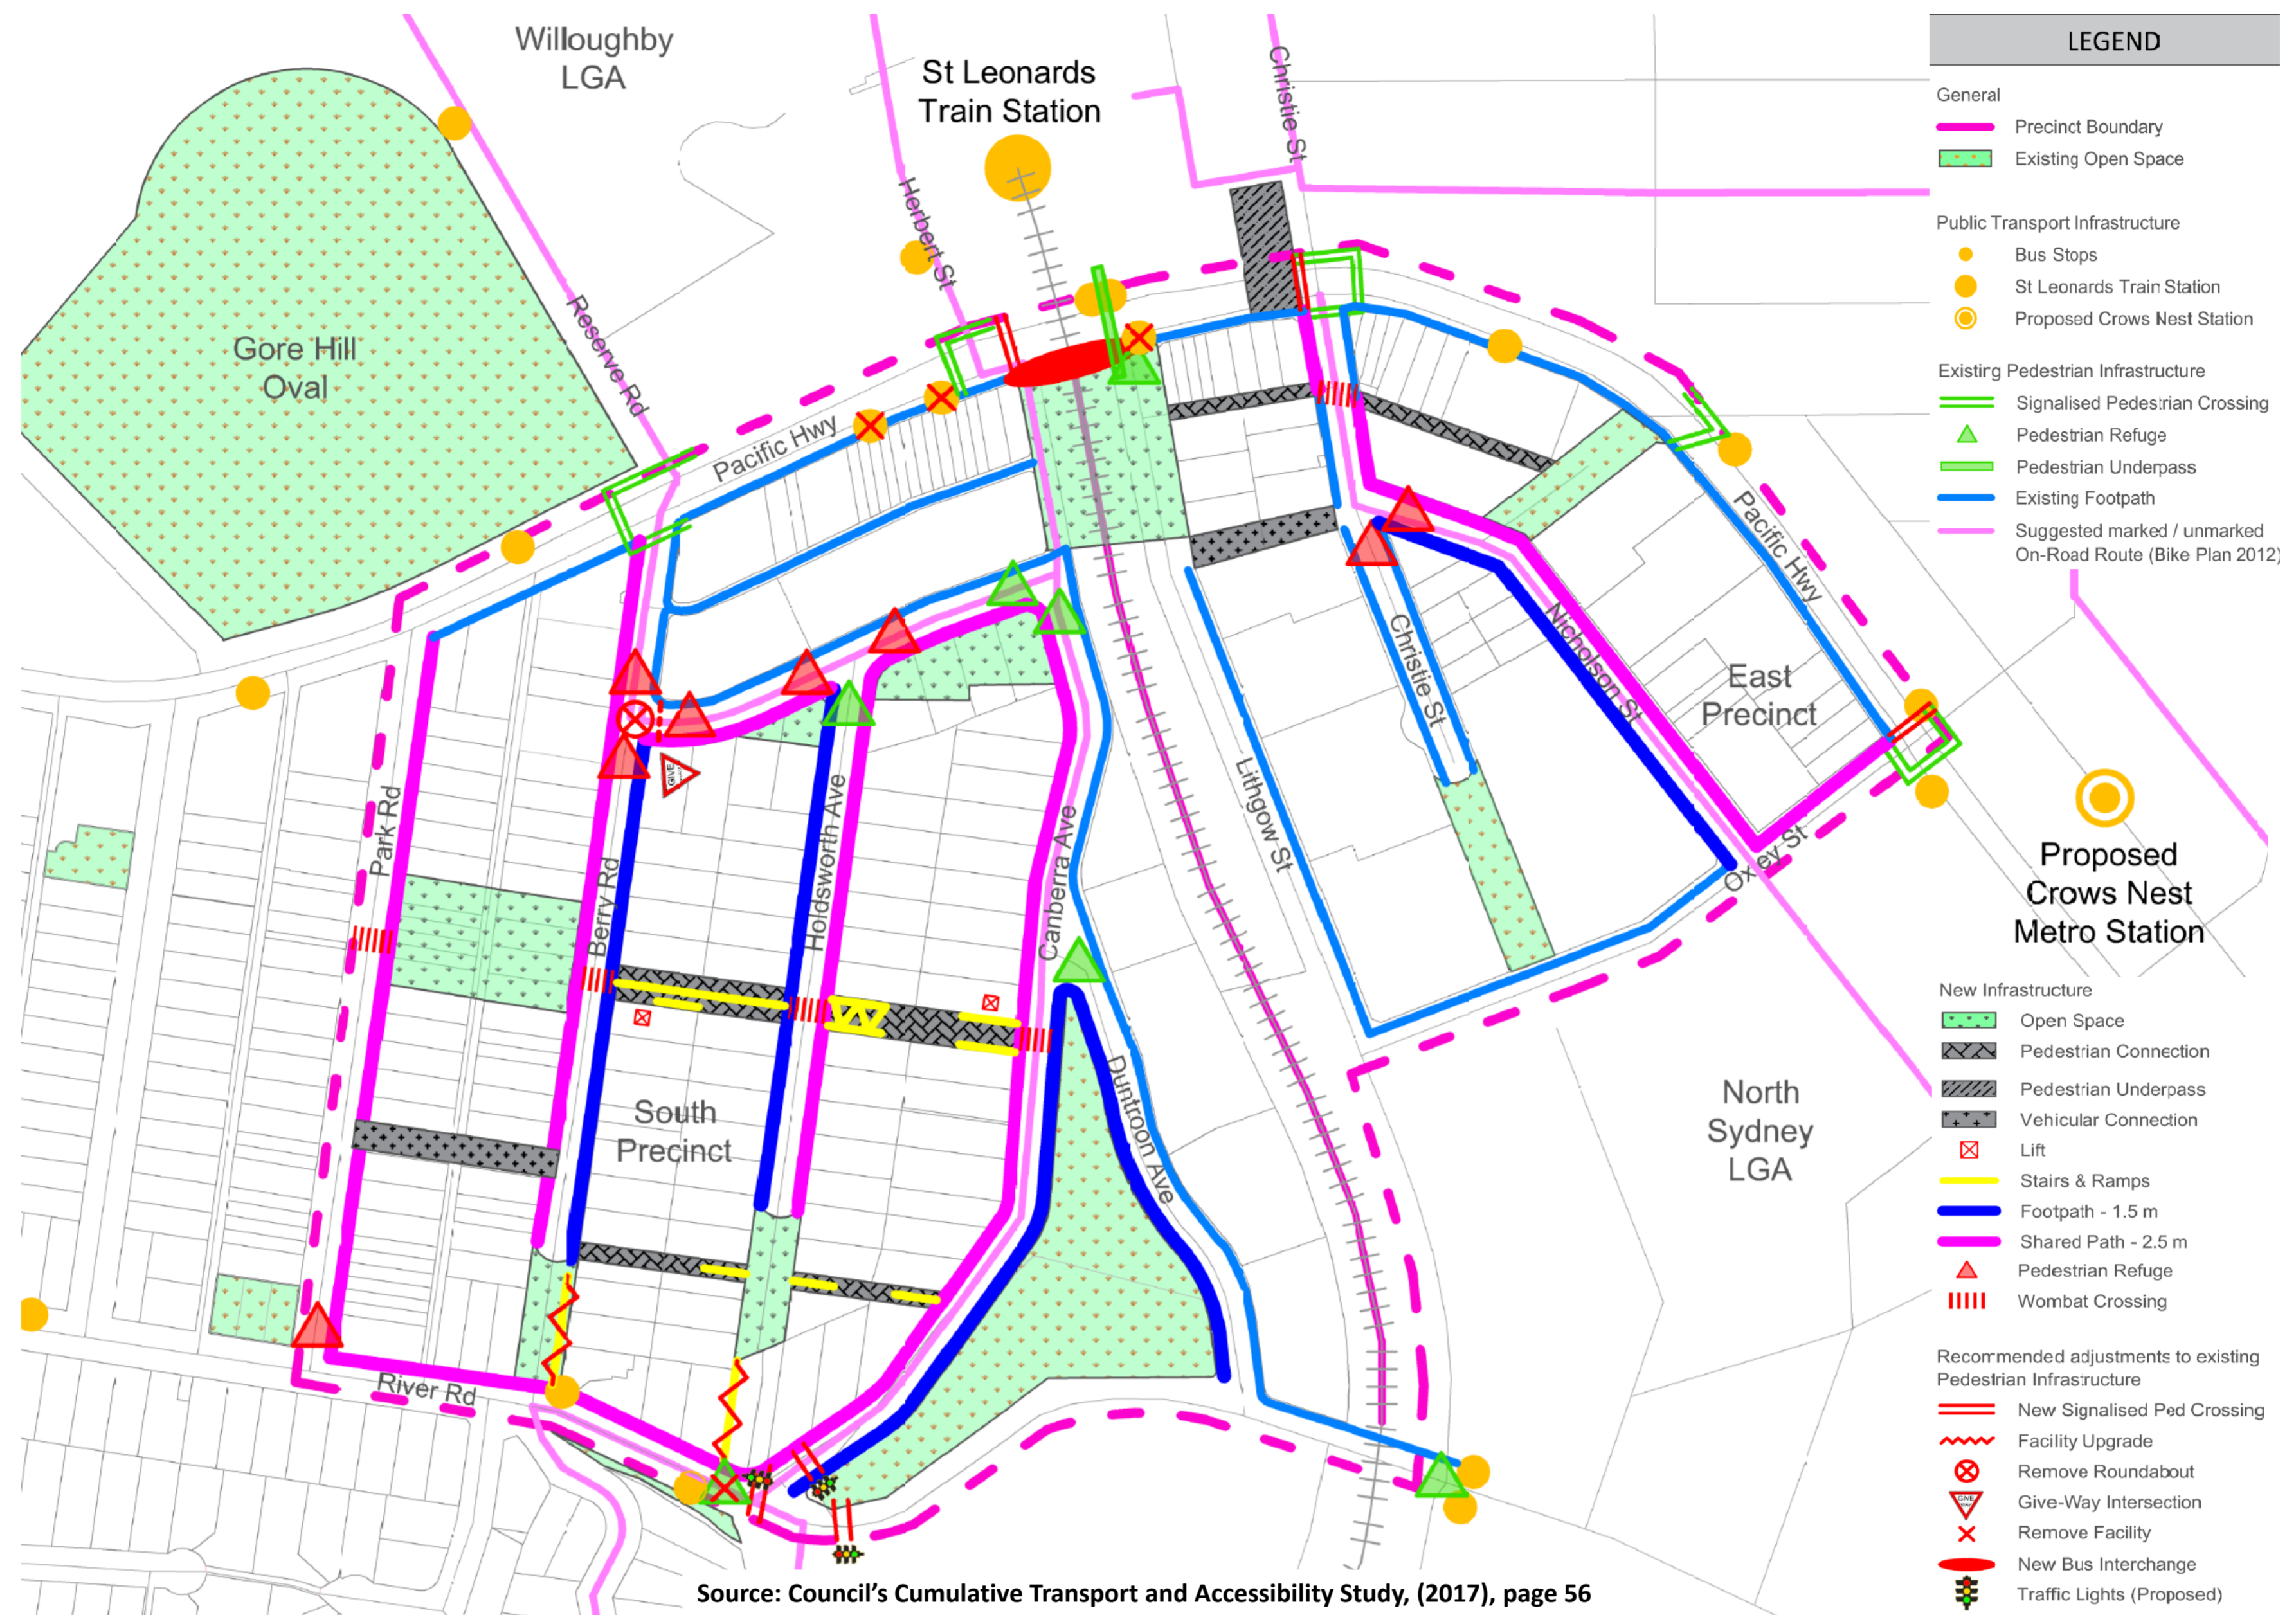 Willoughby
LGA
St Leonards
Train Station
Christie St
Herbert St
Reserve Rd
Gore Hill
Oval
Pacific Hwy
Pacific Hwy
Nicholson St
Christie St
East
Precinct
Lithgow St
Oxley St
Proposed
Crows Nest
Metro Station
Park Rd
Berry Rd
Holdsworth Ave
Canberra Ave
GIVE
South
Precinct
Duntroon Ave
North
Sydney
LGA
River Rd
Source: Council's Cumulative Transport and Accessibility Study, (2017), page 56
LEGEND
General
Precinct Boundary
Existing Open Space
Public Transport Infrastructure
Bus Stops
St Leonards Train Station
Proposed Crows Nest Station
Existing Pedestrian Infrastructure
Signalised Pedestrian Crossing
Pedestrian Refuge
Pedestrian Underpass
Existing Footpath
Suggested marked / unmarked
On-Road Route (Bike Plan 2012)
New Infrastructure
Open Space
Pedestrian Connection
Pedestrian Underpass
Vehicular Connection
Lift
Stairs & Ramps
Footpath - 1.5 m
Shared Path - 2.5 m
Pedestrian Refuge
Wombat Crossing
Recommended adjustments to existing
Pedestrian Infrastructure
New Signalised Ped Crossing
Facility Upgrade
Remove Roundabout
GIVE
Give-Way Intersection
Remove Facility
New Bus Interchange
Traffic Lights (Proposed)